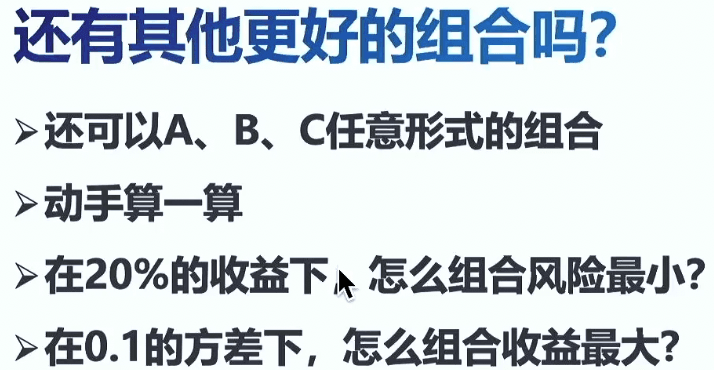 还有其他更好的组合吗？
➢还可以A、B、C任意形式的组合
➢动手算一算
➢在20%的收益下，怎么组合风险最小？
➢在0.1的方差下，怎么组合收益最大？